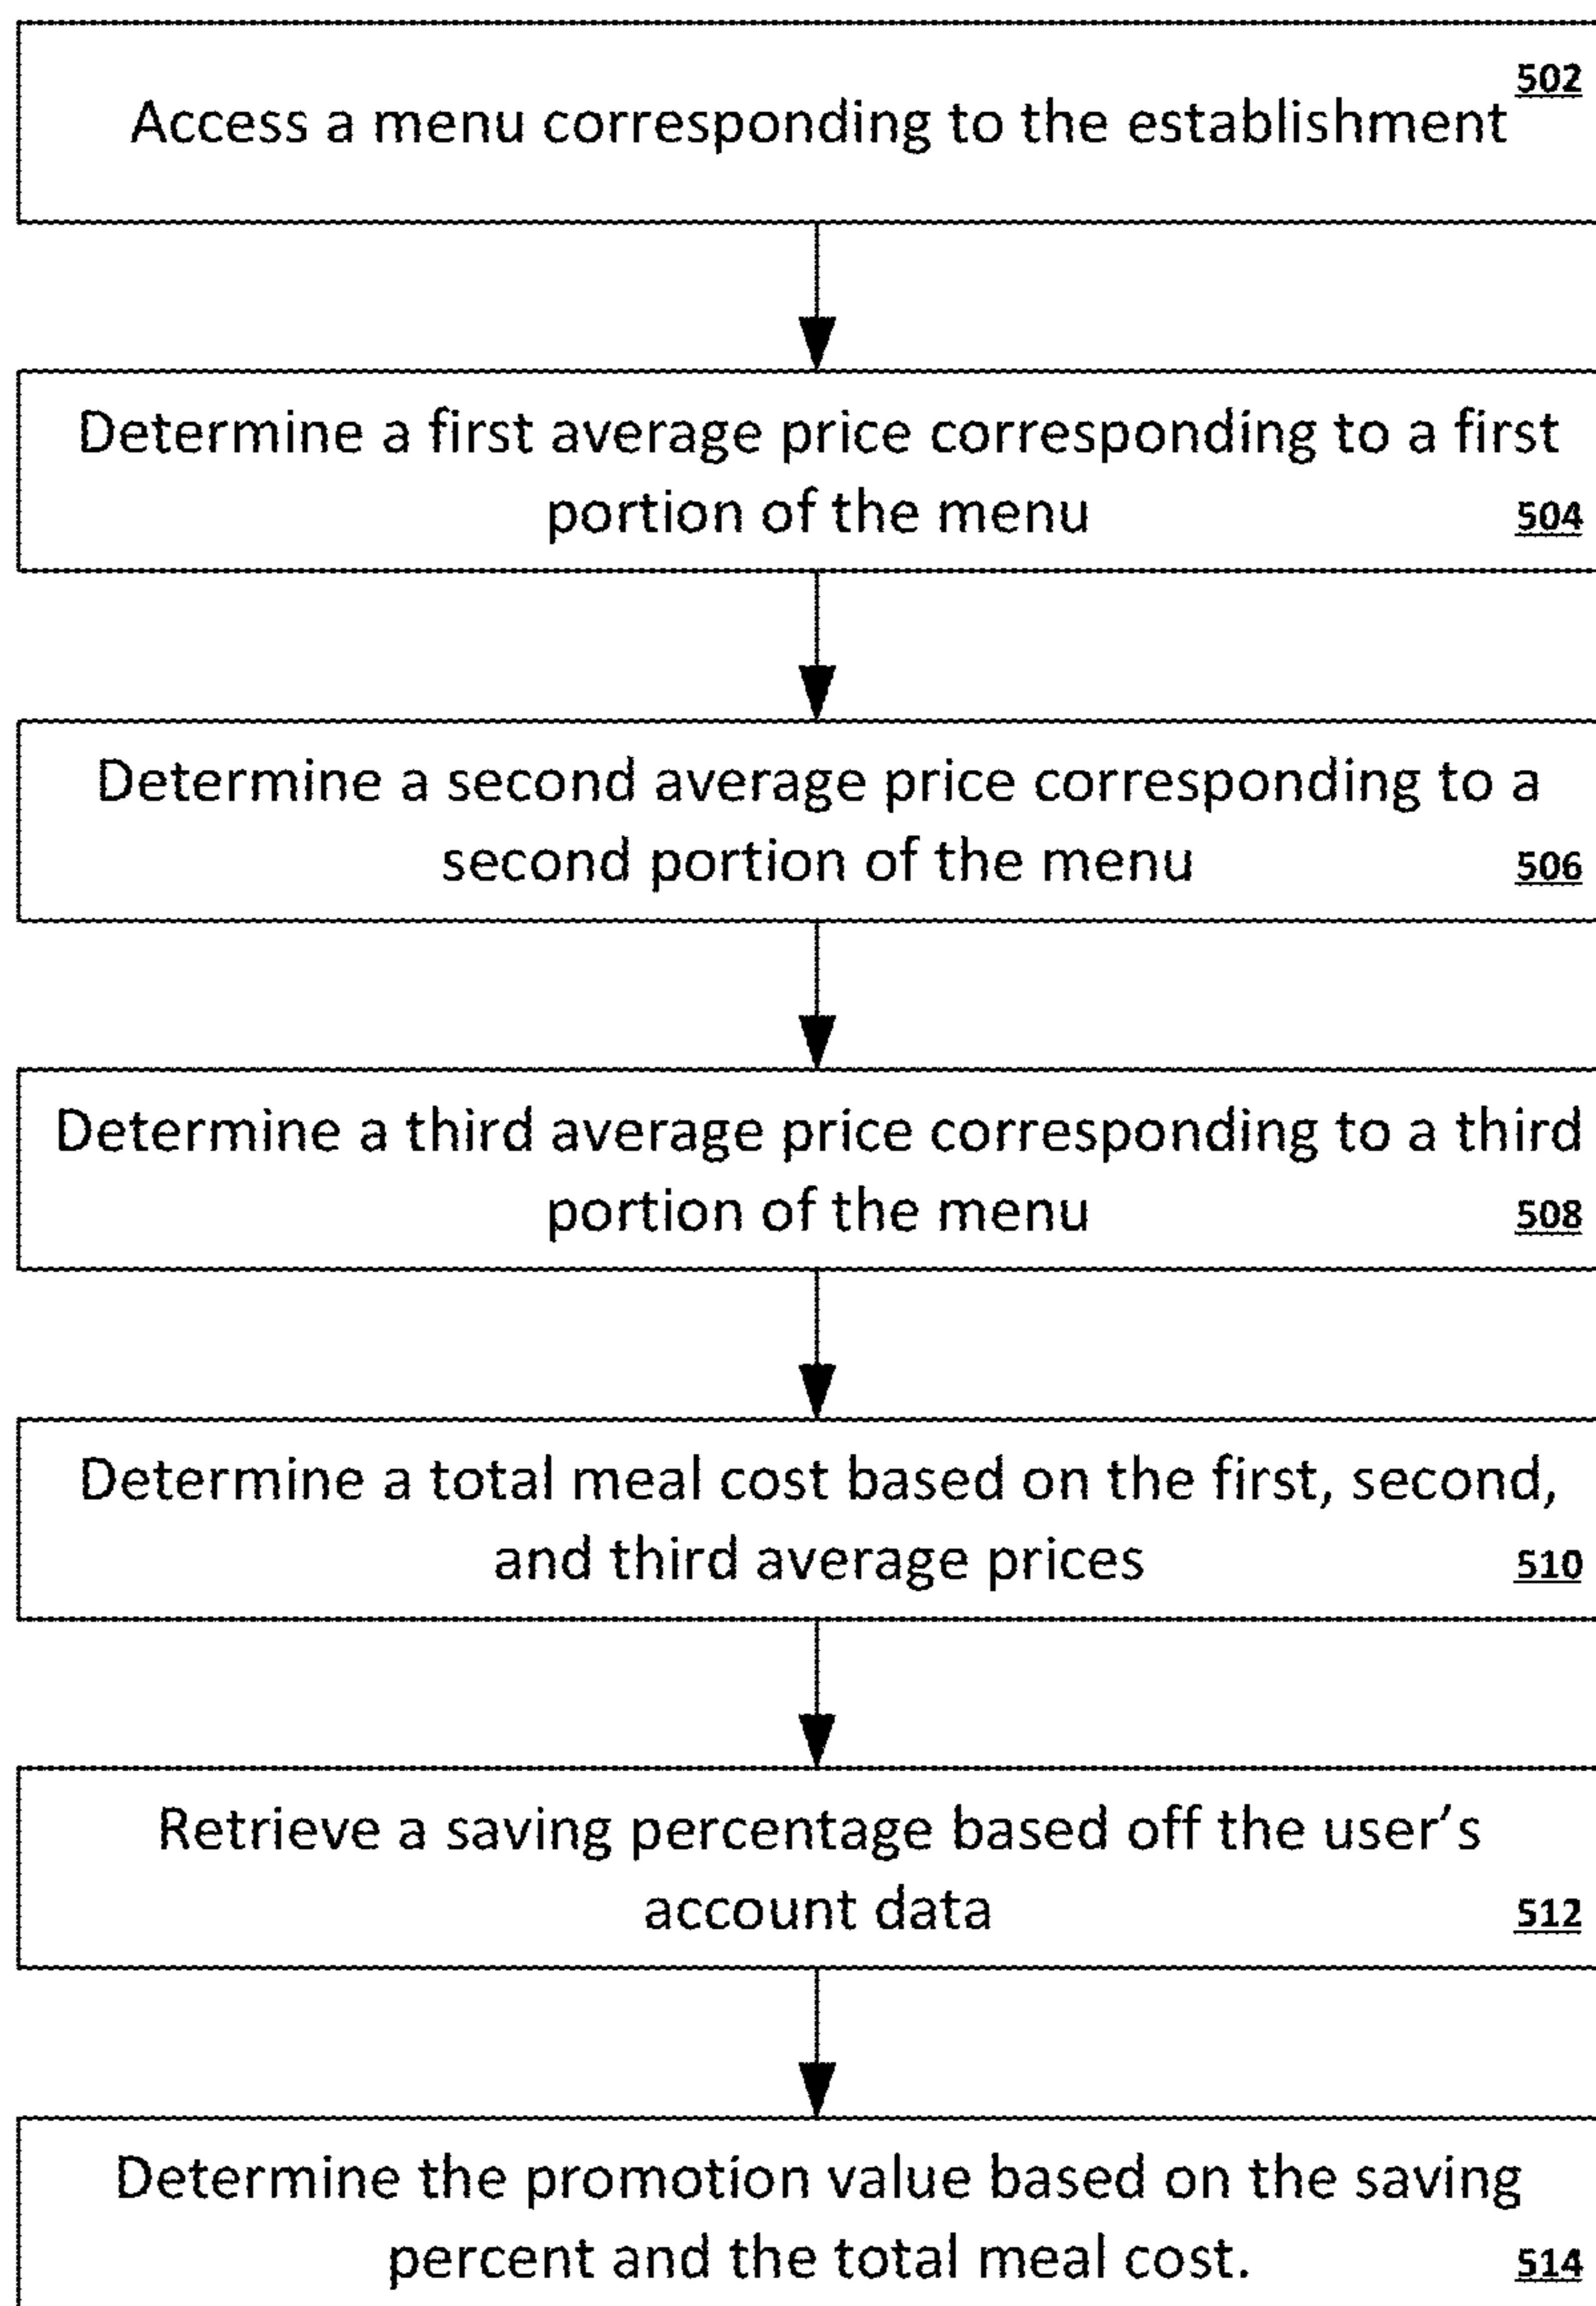 502
Access a menu corresponding to the establishment
Determine a first average price corresponding to a first
portion of the menu
504
Determine a second average price corresponding to a
second portion of the menu
506
Determine a third average price corresponding to a third
portion of the menu
508
Determine a total meal cost based on the first, second,
and third average prices
510
Retrieve a saving percentage based off the user's
account data
512
Determine the promotion value based on the saving
percent and the total meal cost.
514